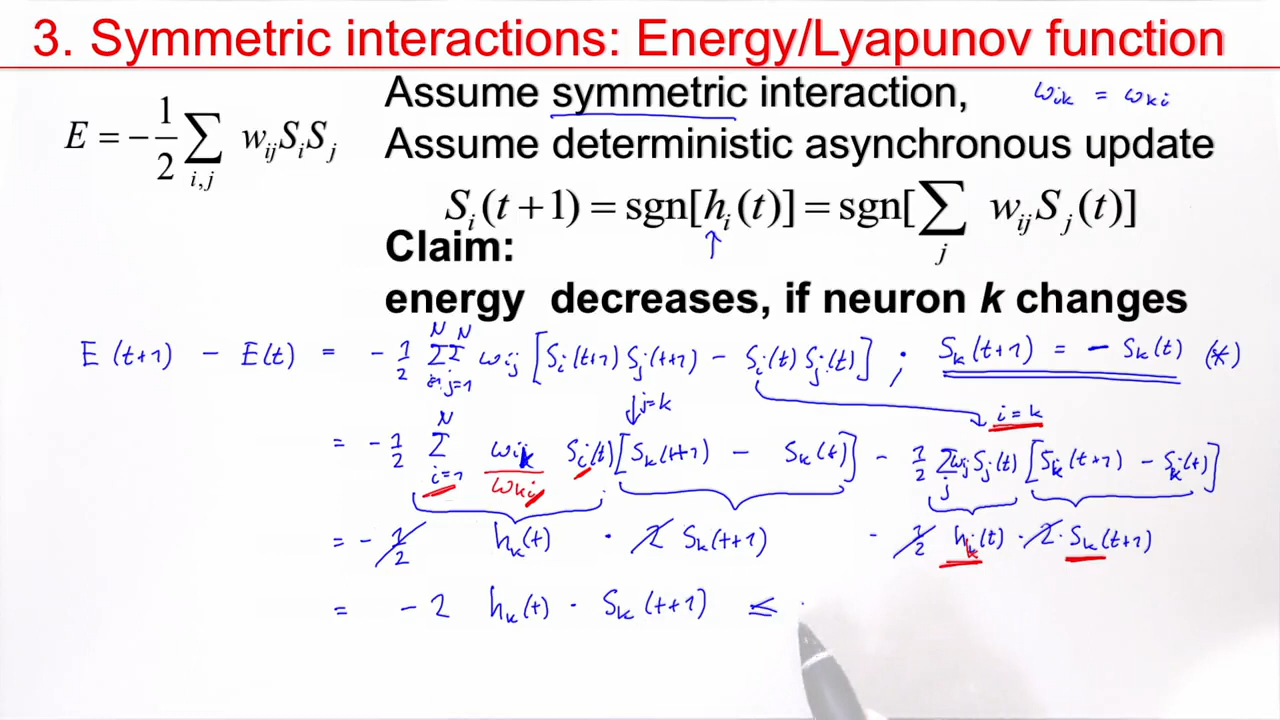 3. Symmetric interactions: Energy/Lyapunov function
Assume symmetric interaction, w_ik = w_ki
E = -1/2 Σ_{i,j} w_ij S_i S_j
Assume deterministic asynchronous update
S_i(t+1) = sgn[h_i(t)] = sgn[Σ_j w_ij S_j(t)]
Claim: ↑
energy decreases, if neuron k changes
E(t+1) - E(t) = -1/2 Σ_{i=1}^N Σ_{j=1}^N w_ij [S_i(t+1) S_j(t+1) - S_i(t) S_j(t)] ; S_k(t+1) = - S_k(t) (*)
↓ j=k i=k
= -1/2 Σ_{i=1}^N w_ik S_i(t) [S_k(t+1) - S_k(t)] - 1/2 Σ_j w_j S_j(t) [S_k(t+1) - S_k(t)]
w_ki
= -1/2 h_k(t) · 2 S_k(t+1) - 1/2 h_k(t) · 2 · S_k(t+1)
= -2 h_k(t) · S_k(t+1) ≤